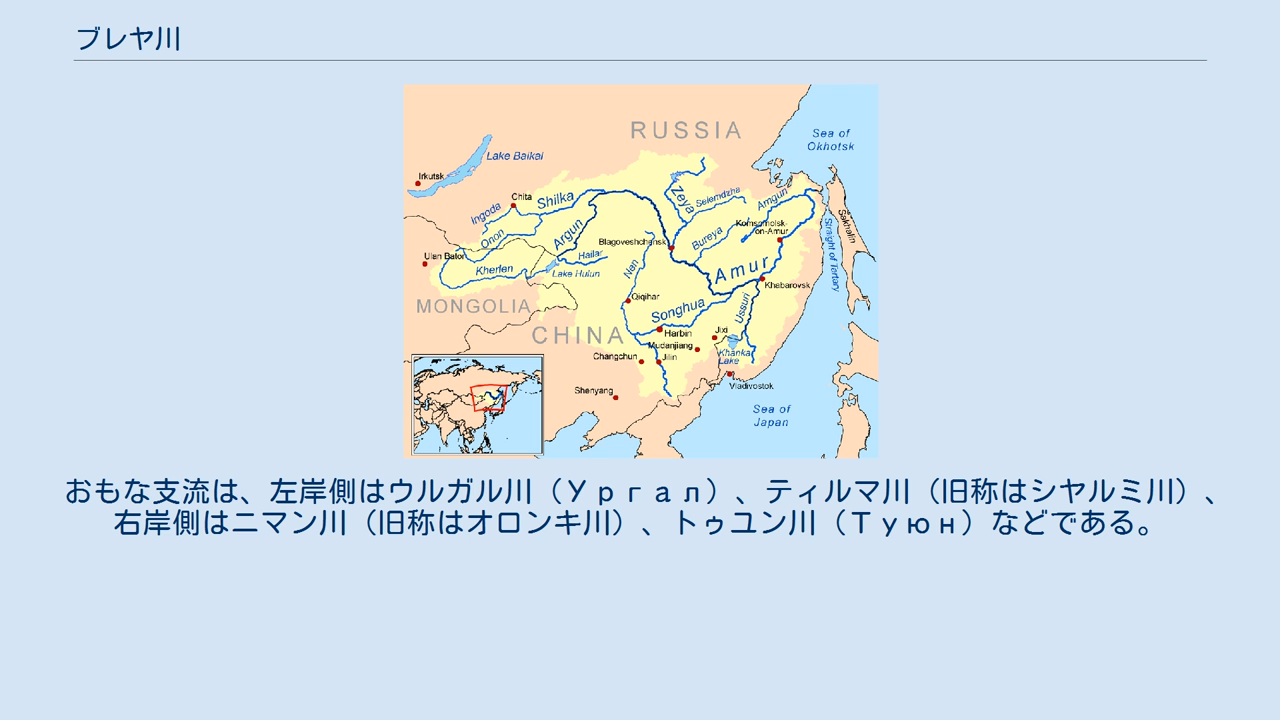 ブレヤ川
RUSSIA
Sea of
Okhotsk
Lake Baikal
Irkutsk
Chita
Shilka
Ingoda
Onon
Argun
Zeya
Selemdzha
Amgun
Komsomolsk-
on-Amur
Sakhalin
Straight of Tartary
Blagoveshchensk
Bureya
Ulan Bator
Kherlen
Hailar
Lake Hulun
Nen
Amur
Khabarovsk
MONGOLIA
Qiqihar
Songhua
Ussuri
CHINA
Harbin
Jixi
Mudanjiang
Changchun
Jilin
Khanka
Lake
Shenyang
Vladivostok
Sea of
Japan
おもな支流は、左岸側はウルガル川（Ургал）、ティルマ川（旧称はシヤルミ川）、
右岸側はニマン川（旧称はオロンキ川）、トゥユン川（Туюн）などである。